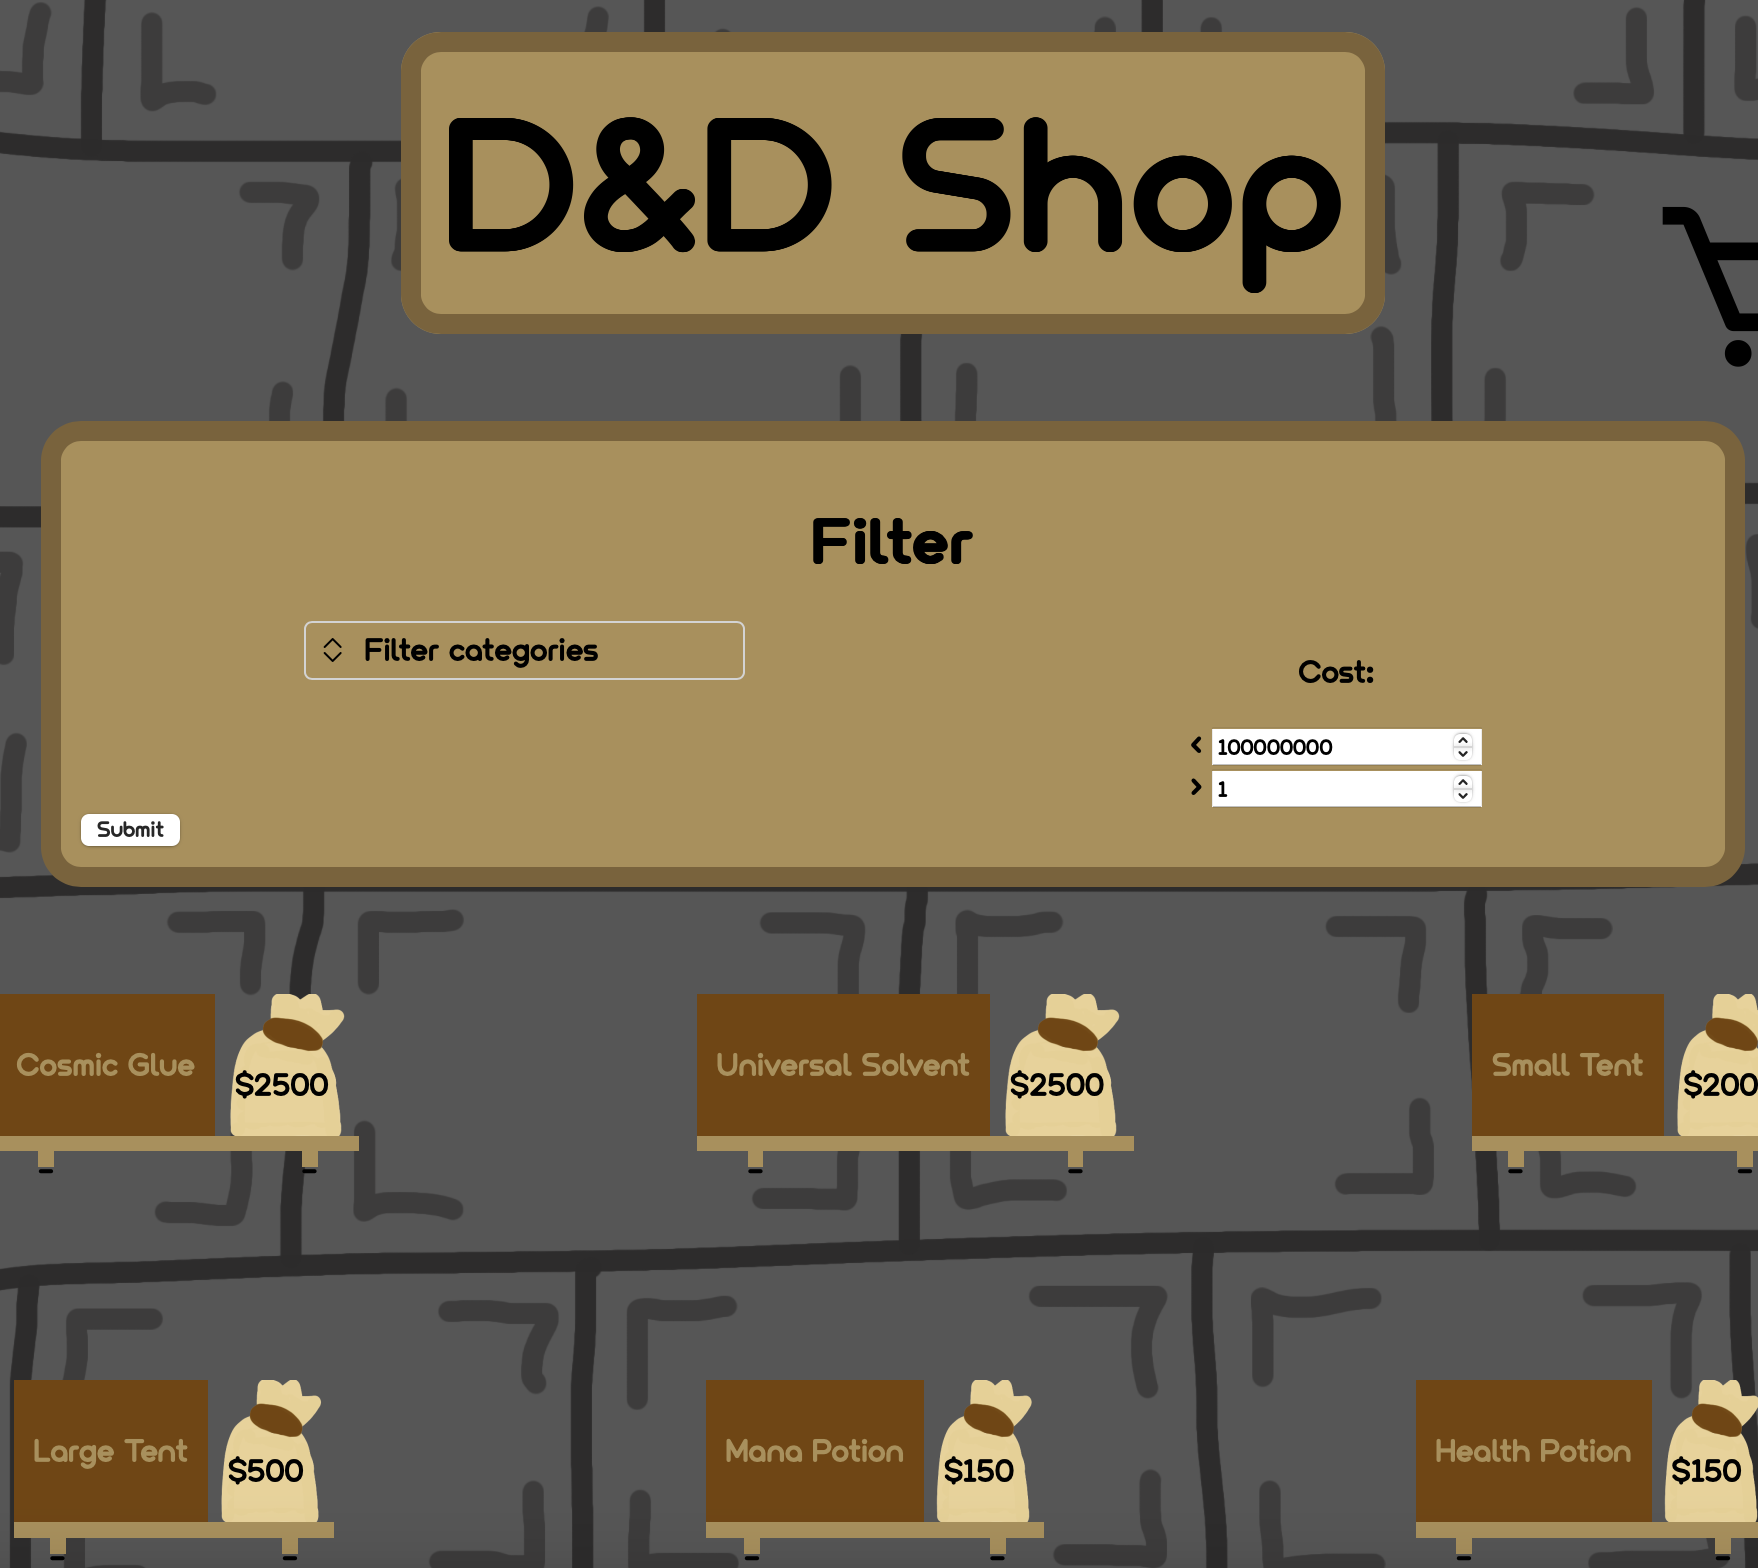 D&D Shop
Filter
Filter categories
Cost:
< 100000000
> 1
Submit
Cosmic Glue
$2500
Universal Solvent
$2500
Small Tent
$200
Large Tent
$500
Mana Potion
$150
Health Potion
$150